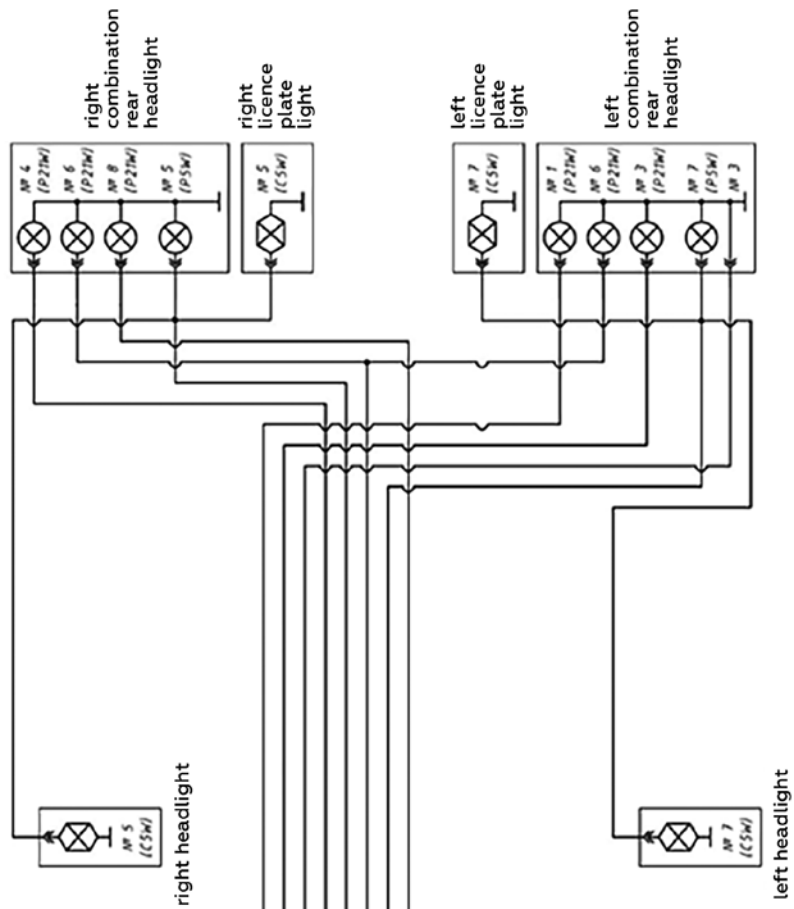 right
combination
rear
headlight
right
licence
plate
light
left
licence
plate
light
left
combination
rear
headlight
№ 4
(P21W)
№ 6
(P21W)
№ 8
(P21W)
№ 5
(P5W)
№ 5
(C5W)
№ 7
(C5W)
№ 1
(P21W)
№ 6
(P21W)
№ 3
(P21W)
№ 7
(P5W)
№ 3
№ 5
(C5W)
right headlight
№ 7
(C5W)
left headlight